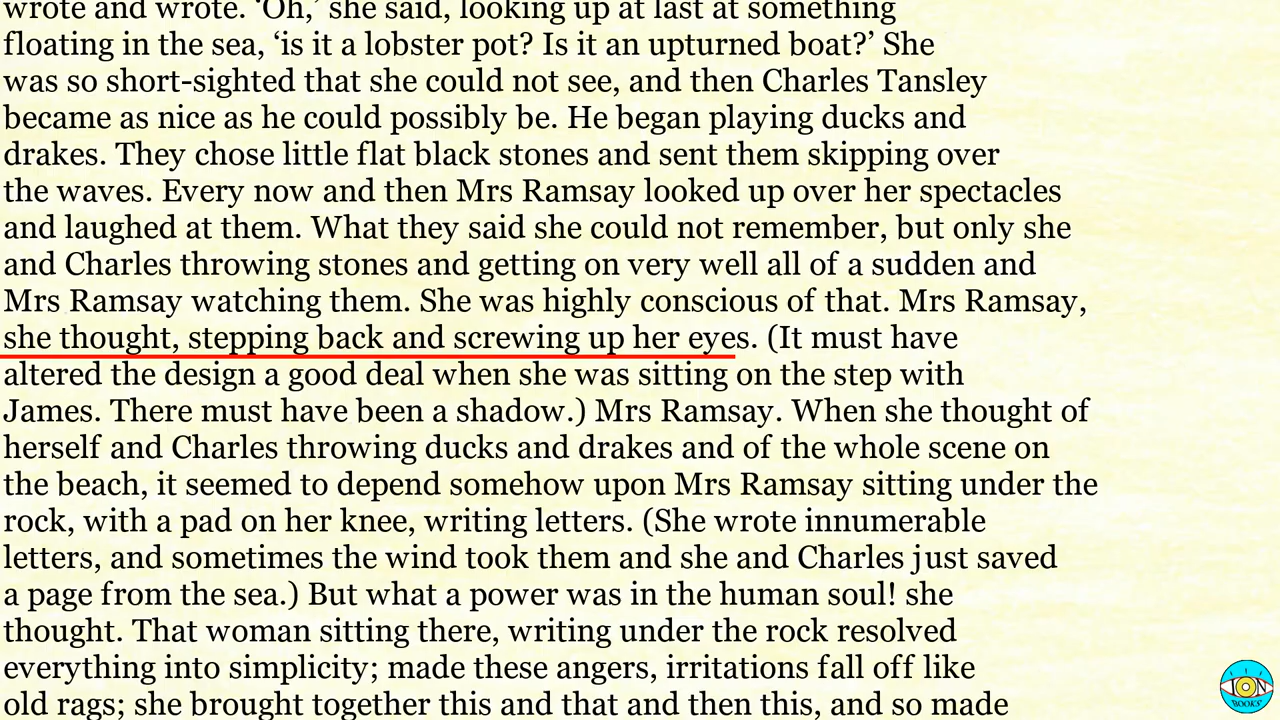 wrote and wrote. ‘Oh,’ she said, looking up at last at something
floating in the sea, ‘is it a lobster pot? Is it an upturned boat?’ She
was so short-sighted that she could not see, and then Charles Tansley
became as nice as he could possibly be. He began playing ducks and
drakes. They chose little flat black stones and sent them skipping over
the waves. Every now and then Mrs Ramsay looked up over her spectacles
and laughed at them. What they said she could not remember, but only she
and Charles throwing stones and getting on very well all of a sudden and
Mrs Ramsay watching them. She was highly conscious of that. Mrs Ramsay,
she thought, stepping back and screwing up her eyes. (It must have
altered the design a good deal when she was sitting on the step with
James. There must have been a shadow.) Mrs Ramsay. When she thought of
herself and Charles throwing ducks and drakes and of the whole scene on
the beach, it seemed to depend somehow upon Mrs Ramsay sitting under the
rock, with a pad on her knee, writing letters. (She wrote innumerable
letters, and sometimes the wind took them and she and Charles just saved
a page from the sea.) But what a power was in the human soul! she
thought. That woman sitting there, writing under the rock resolved
everything into simplicity; made these angers, irritations fall off like
old rags; she brought together this and that and then this, and so made
ION
BOOKS